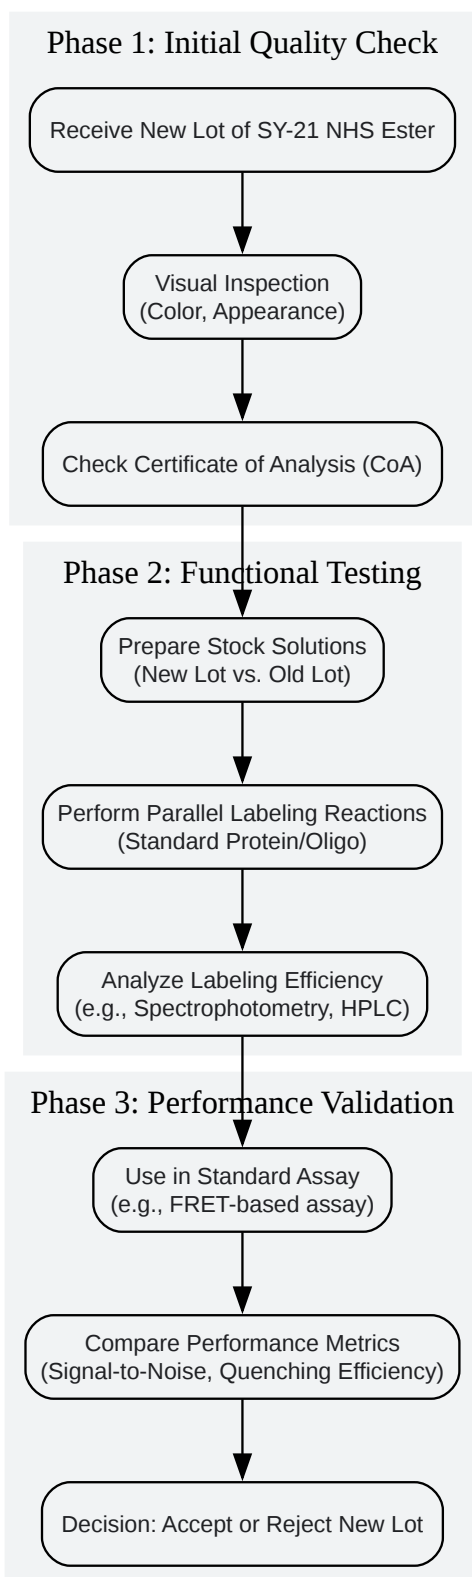 Phase 1: Initial Quality Check
Receive New Lot of SY-21 NHS Ester
Visual Inspection
(Color, Appearance)
Check Certificate of Analysis (CoA)
Phase 2: Functional Testing
Prepare Stock Solutions
(New Lot vs. Old Lot)
Perform Parallel Labeling Reactions
(Standard Protein/Oligo)
Analyze Labeling Efficiency
(e.g., Spectrophotometry, HPLC)
Phase 3: Performance Validation
Use in Standard Assay
(e.g., FRET-based assay)
Compare Performance Metrics
(Signal-to-Noise, Quenching Efficiency)
Decision: Accept or Reject New Lot